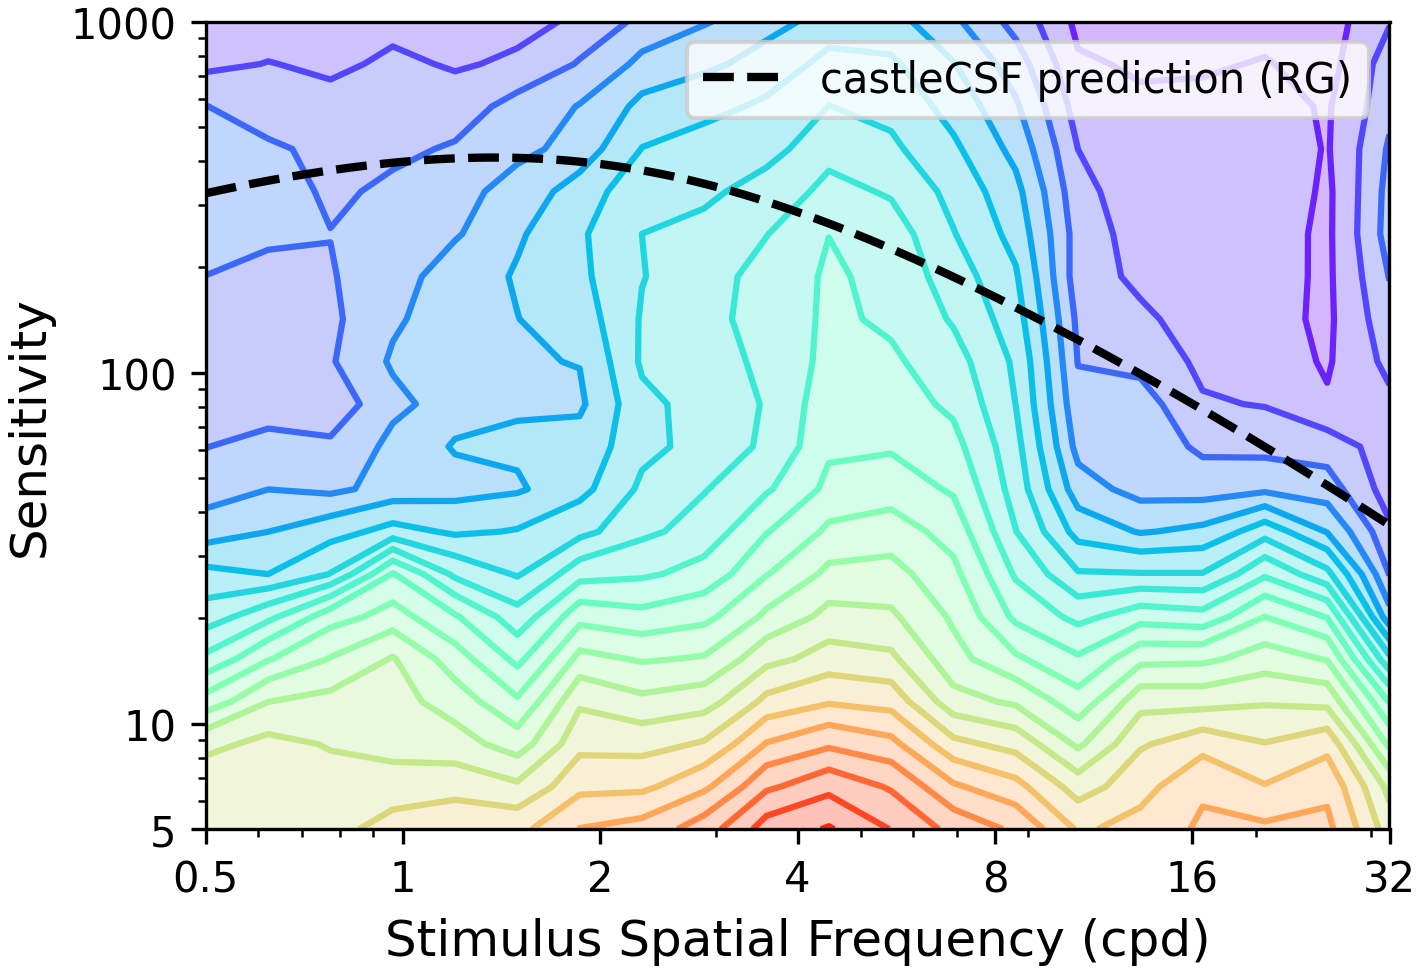 1000
castleCSF prediction (RG)
Sensitivity
100
10
5
0.5 1 2 4 8 16 32
Stimulus Spatial Frequency (cpd)